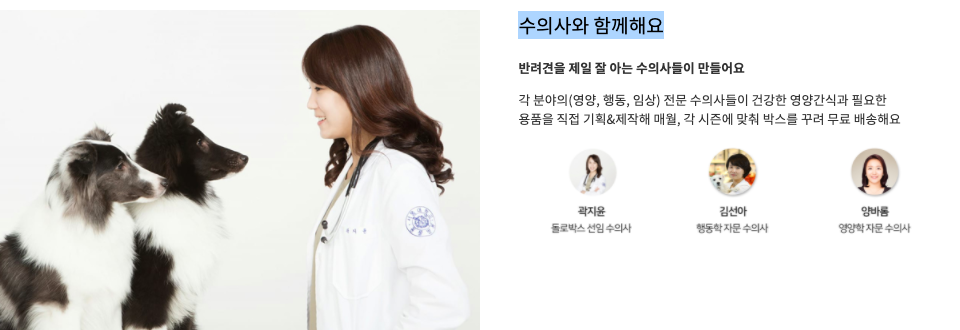 수의사와 함께해요
반려견을 제일 잘 아는 수의사들이 만들어요
각 분야의(영양, 행동, 임상) 전문 수의사들이 건강한 영양간식과 필요한
용품을 직접 기획&제작해 매월, 각 시즌에 맞춰 박스를 꾸려 무료 배송해요
곽지윤
돌로박스 선임 수의사
김선아
행동학 자문 수의사
양바롬
영양학 자문 수의사